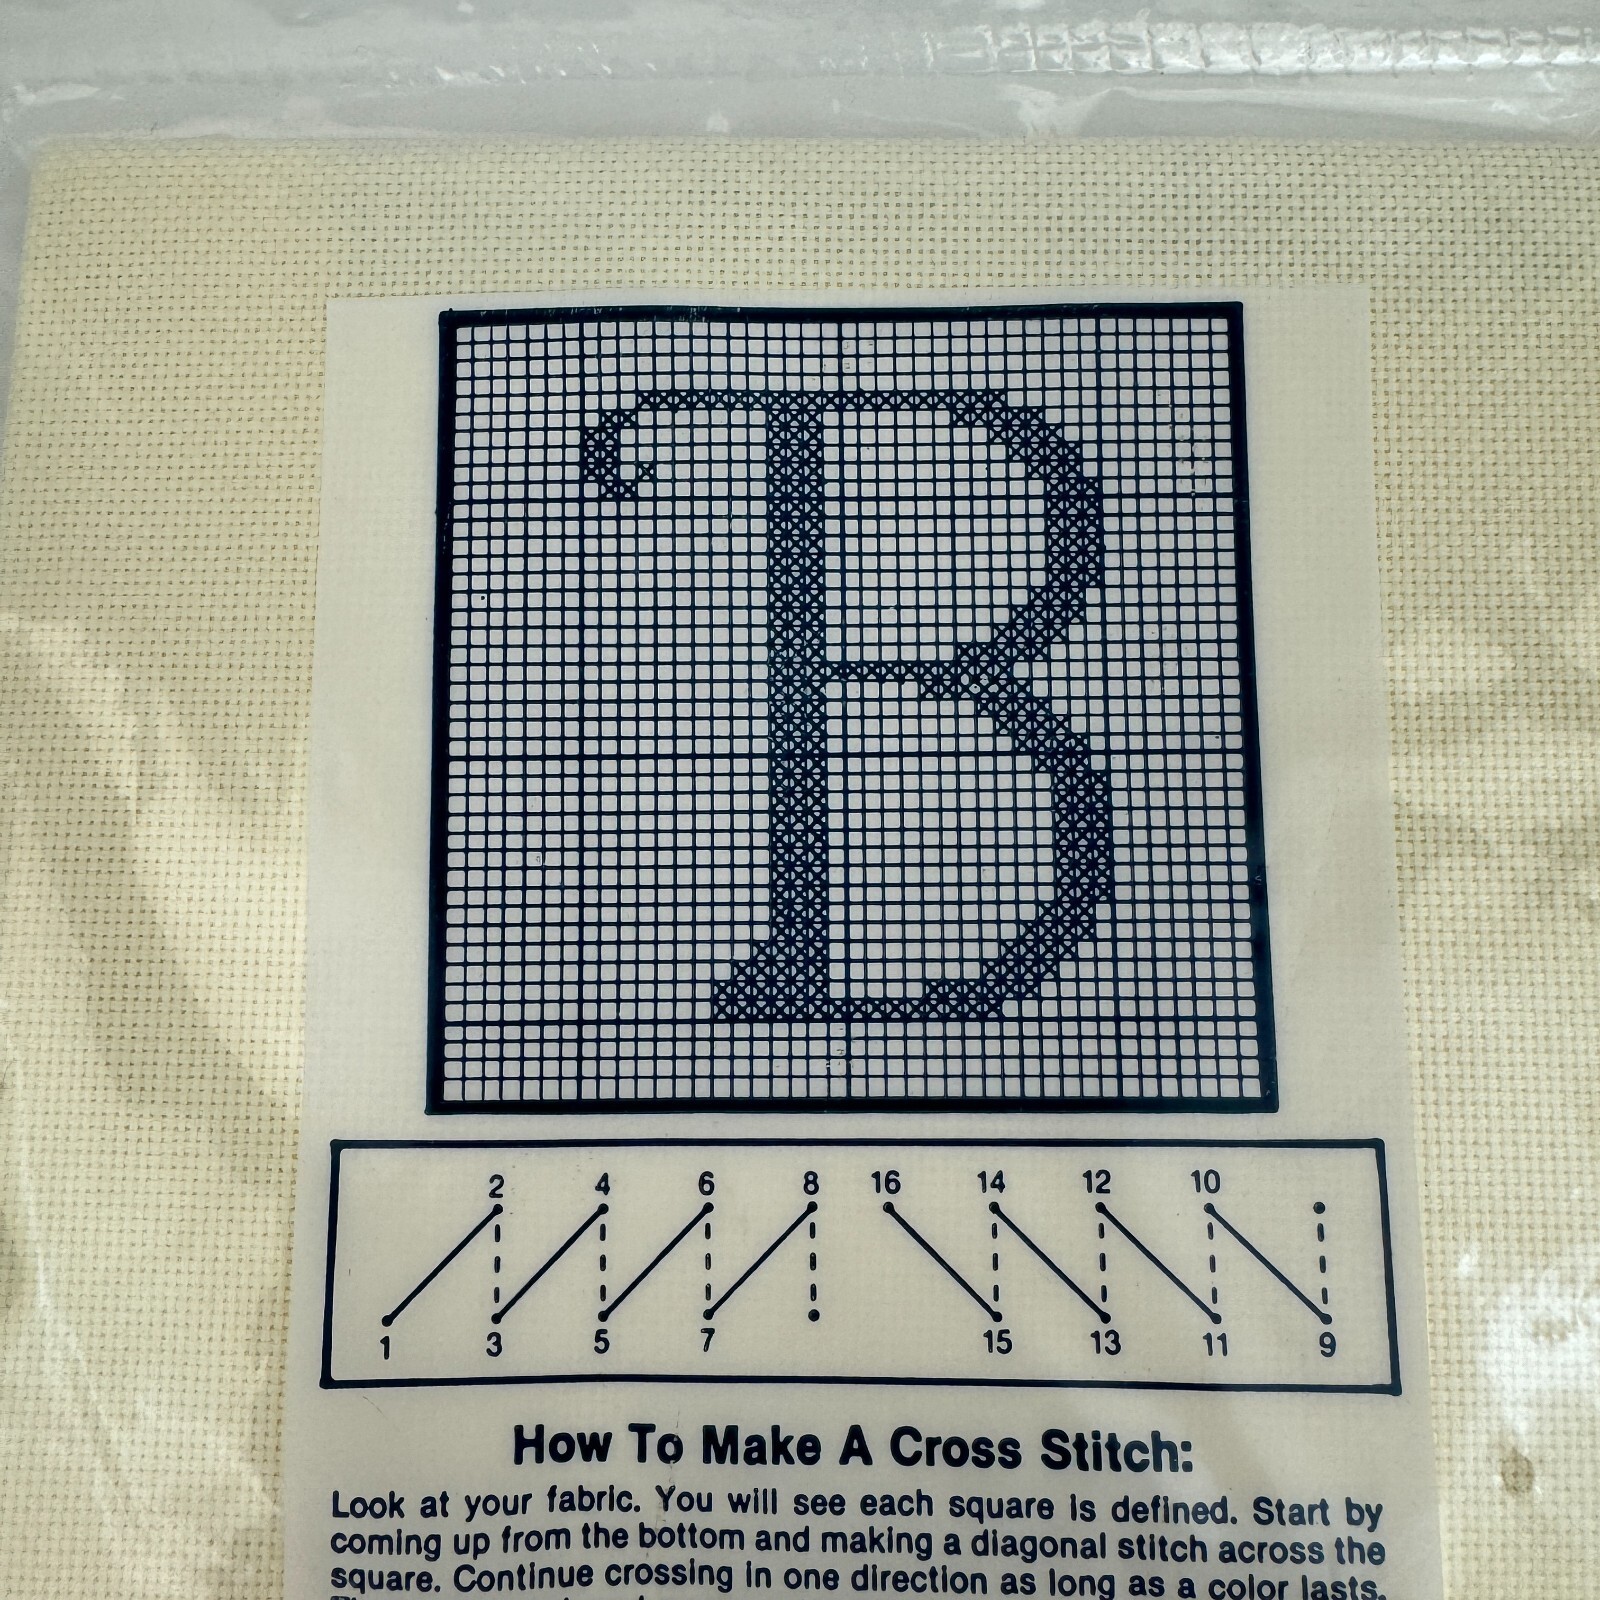 B
2 4 6 8 16 14 12 10
1 3 5 7 15 13 11 9
How To Make A Cross Stitch:
Look at your fabric. You will see each square is defined. Start by
coming up from the bottom and making a diagonal stitch across the
square. Continue crossing in one direction as long as a color lasts.